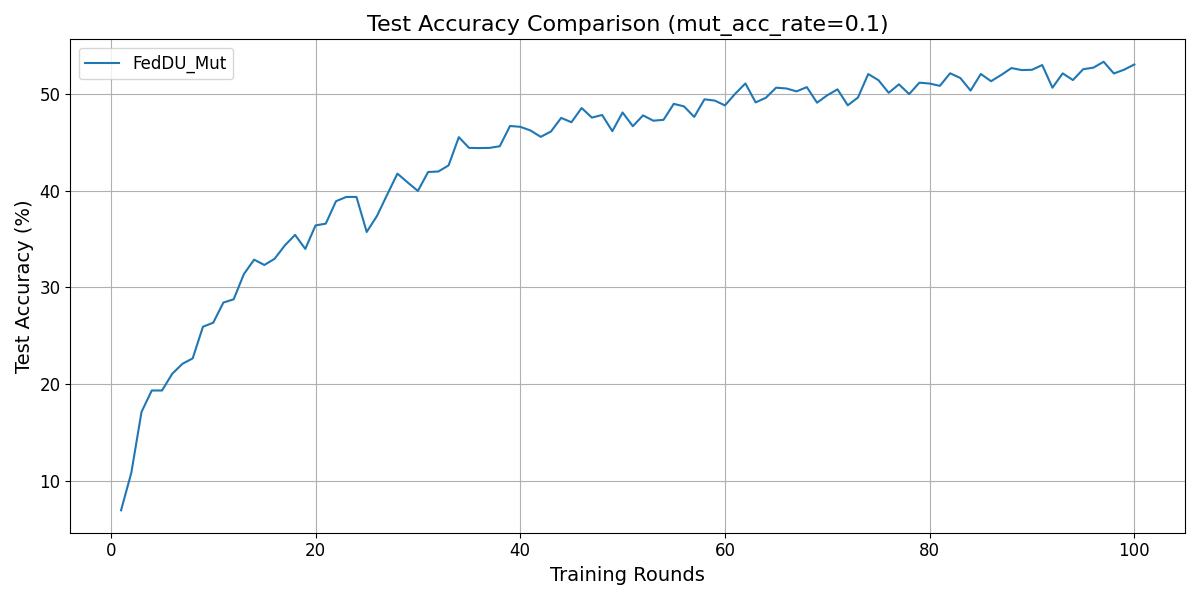 Test Accuracy Comparison (mut_acc_rate=0.1)
FedDU_Mut
Test Accuracy (%)
50
40
30
20
10
0 20 40 60 80 100
Training Rounds